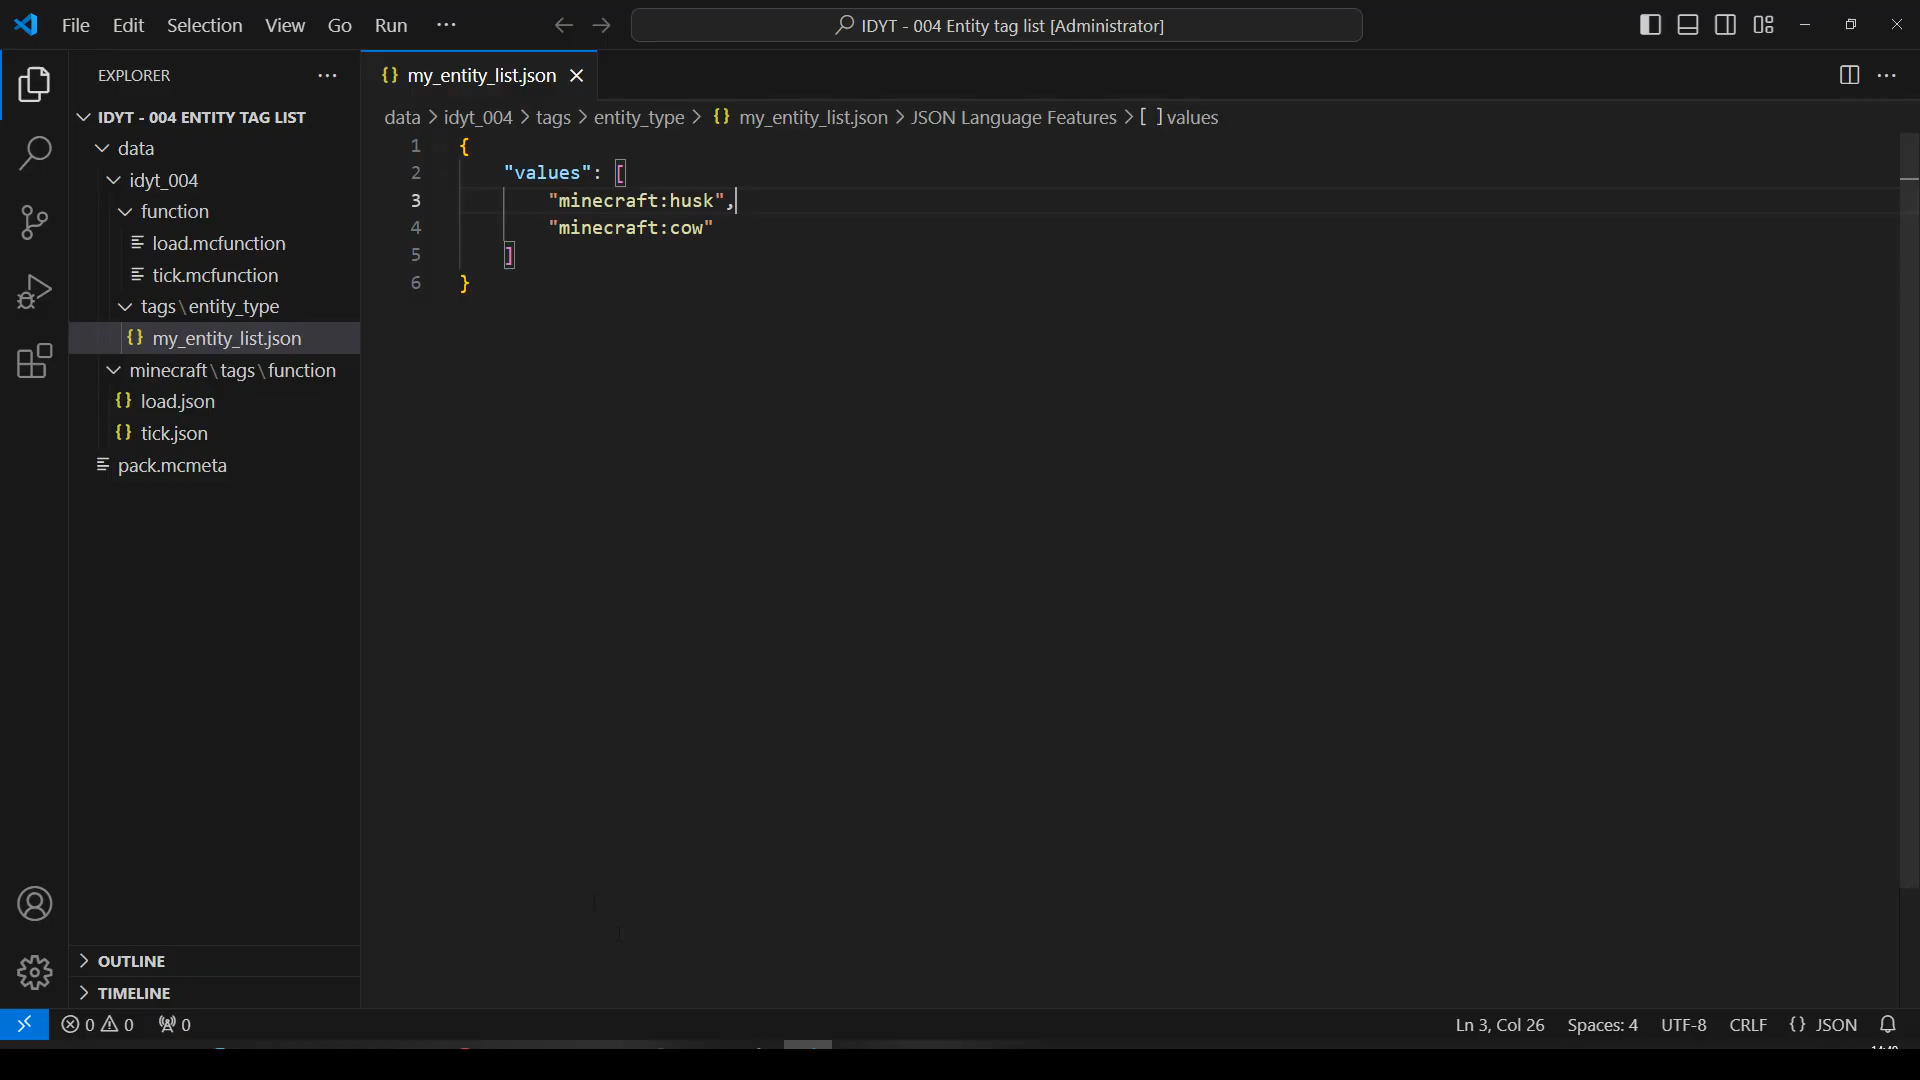 File Edit Selection View Go Run ···
IDYT - 004 Entity tag list [Administrator]
EXPLORER
IDYT - 004 ENTITY TAG LIST
data
idyt_004
function
load.mcfunction
tick.mcfunction
tags\entity_type
{} my_entity_list.json
minecraft\tags\function
{} load.json
{} tick.json
pack.mcmeta
OUTLINE
TIMELINE
{} my_entity_list.json
data > idyt_004 > tags > entity_type > {} my_entity_list.json > JSON Language Features > [ ] values
1 {
2 "values": [
3 "minecraft:husk",
4 "minecraft:cow"
5 ]
6 }
0 0 0
Ln 3, Col 26 Spaces: 4 UTF-8 CRLF {} JSON